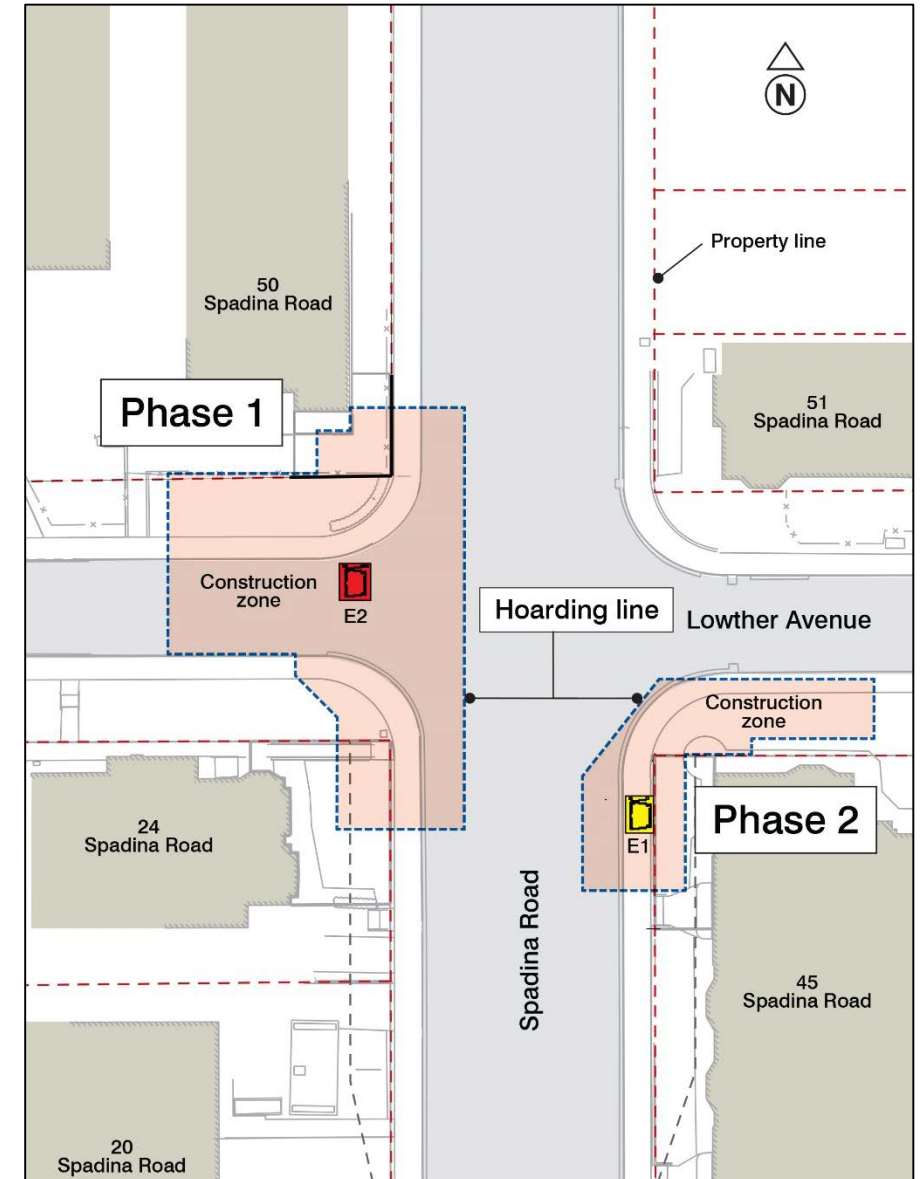 N
Property line
50
Spadina Road
Phase 1
51
Spadina Road
Construction
zone
E2
Hoarding line
Lowther Avenue
Construction
zone
24
Spadina Road
E1
Phase 2
Spadina Road
45
Spadina Road
20
Spadina Road